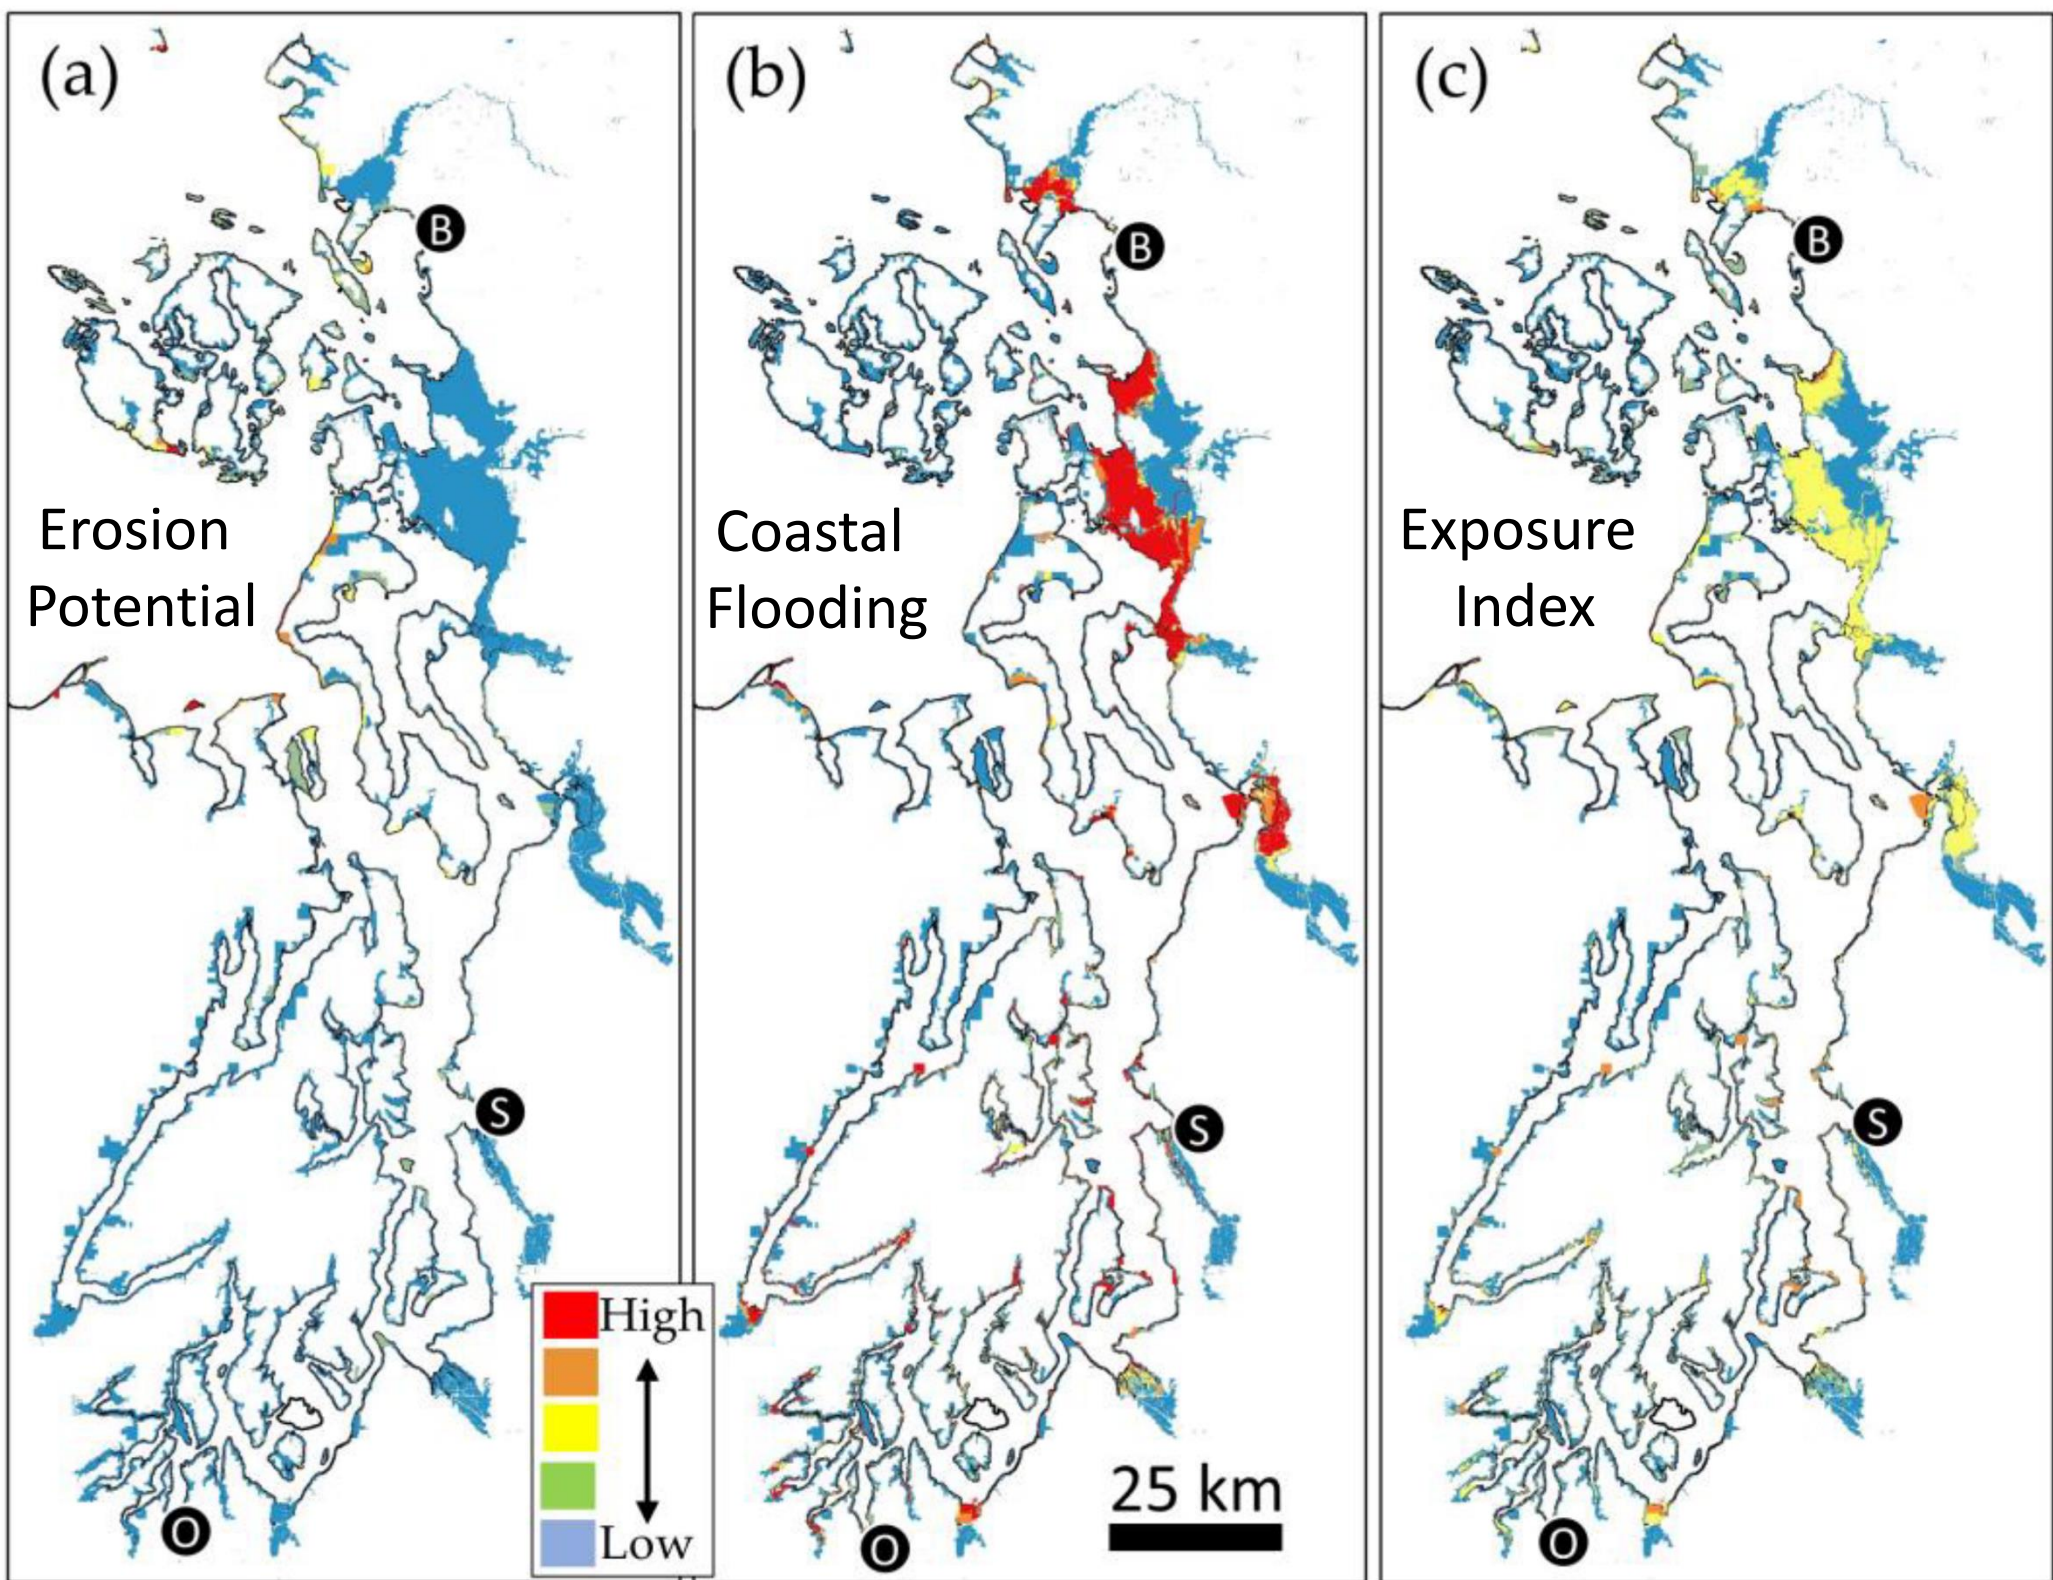 (a)
B
Erosion
Potential
S
O
(b)
B
Coastal
Flooding
S
O
(c)
B
Exposure
Index
S
O
High
Low
25 km